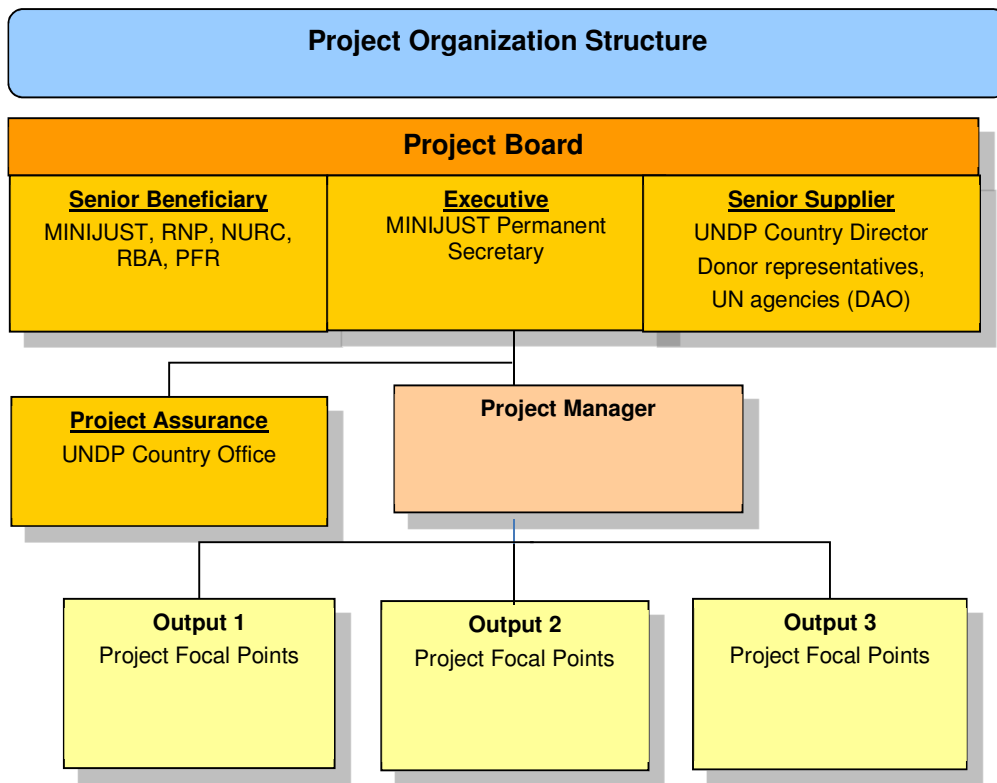 Project Organization Structure
Project Board
Senior Beneficiary
MINIJUST, RNP, NURC,
RBA, PFR
Executive
MINIJUST Permanent
Secretary
Senior Supplier
UNDP Country Director
Donor representatives,
UN agencies (DAO)
Project Assurance
UNDP Country Office
Project Manager
Output 1
Project Focal Points
Output 2
Project Focal Points
Output 3
Project Focal Points